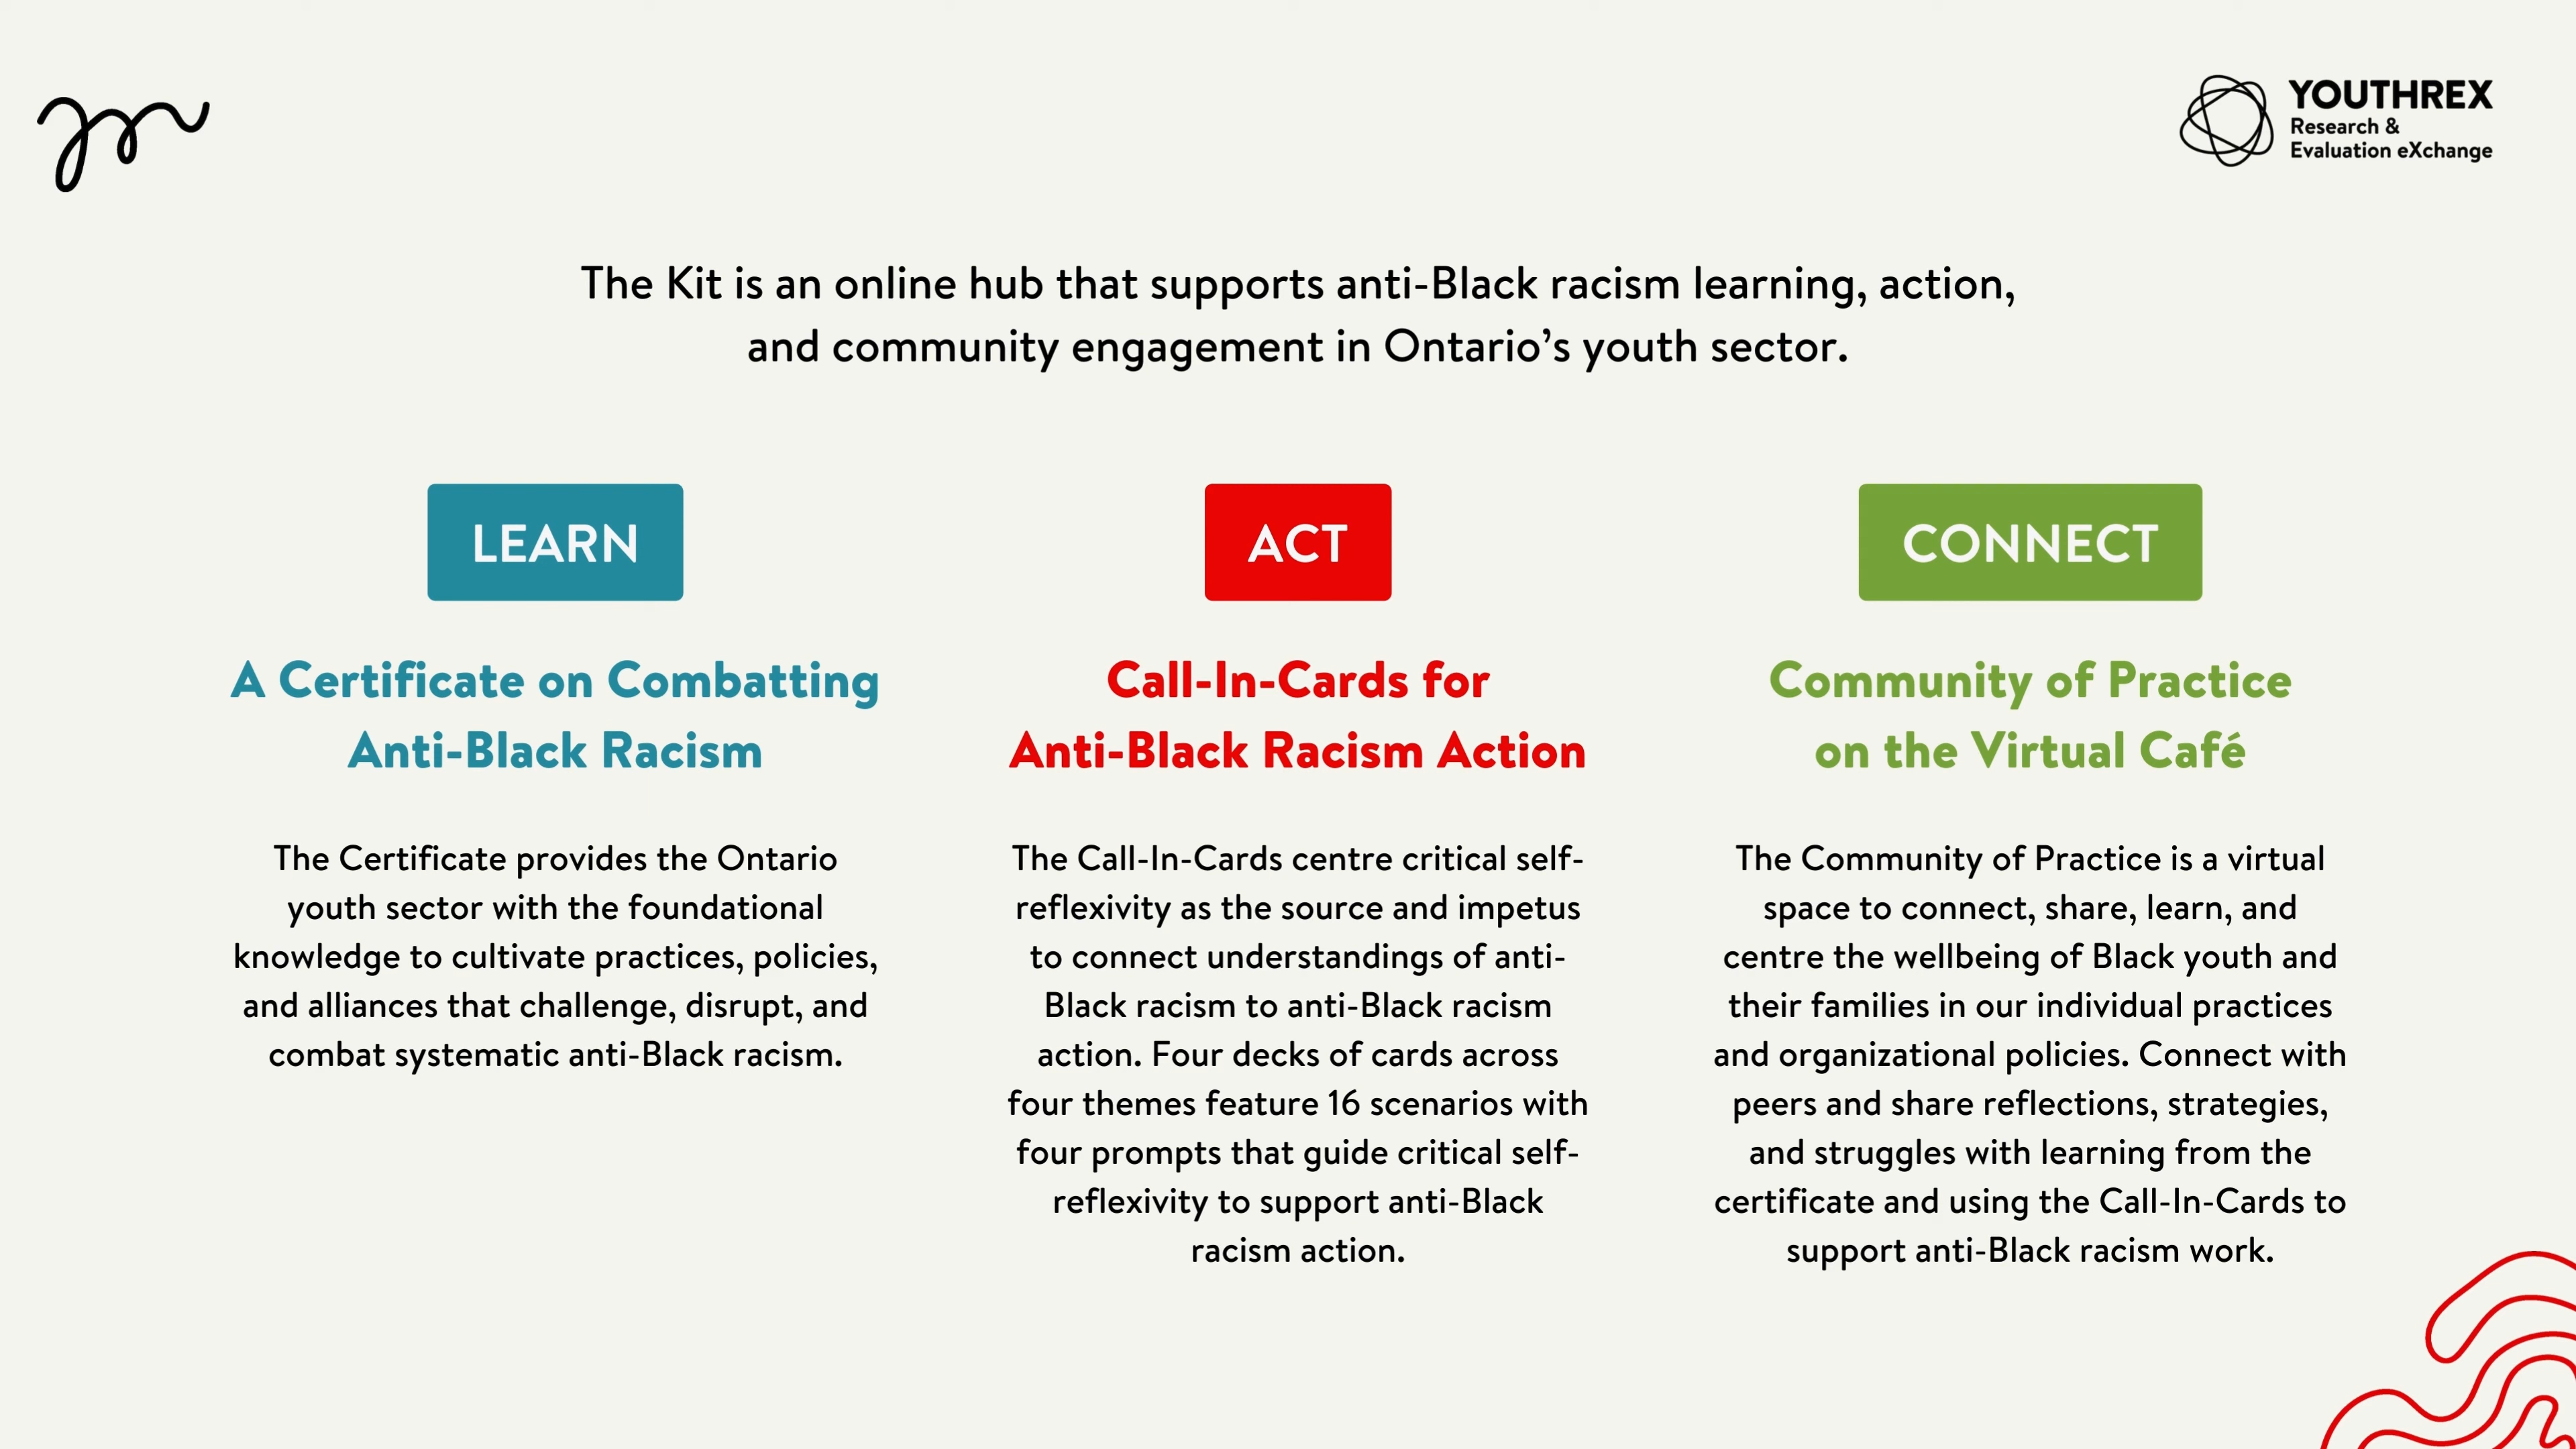 YOUTHREX
Research &
Evaluation eXchange
The Kit is an online hub that supports anti-Black racism learning, action,
and community engagement in Ontario’s youth sector.
LEARN
A Certificate on Combatting
Anti-Black Racism
The Certificate provides the Ontario
youth sector with the foundational
knowledge to cultivate practices, policies,
and alliances that challenge, disrupt, and
combat systematic anti-Black racism.
ACT
Call-In-Cards for
Anti-Black Racism Action
The Call-In-Cards centre critical self-
reflexivity as the source and impetus
to connect understandings of anti-
Black racism to anti-Black racism
action. Four decks of cards across
four themes feature 16 scenarios with
four prompts that guide critical self-
reflexivity to support anti-Black
racism action.
CONNECT
Community of Practice
on the Virtual Café
The Community of Practice is a virtual
space to connect, share, learn, and
centre the wellbeing of Black youth and
their families in our individual practices
and organizational policies. Connect with
peers and share reflections, strategies,
and struggles with learning from the
certificate and using the Call-In-Cards to
support anti-Black racism work.